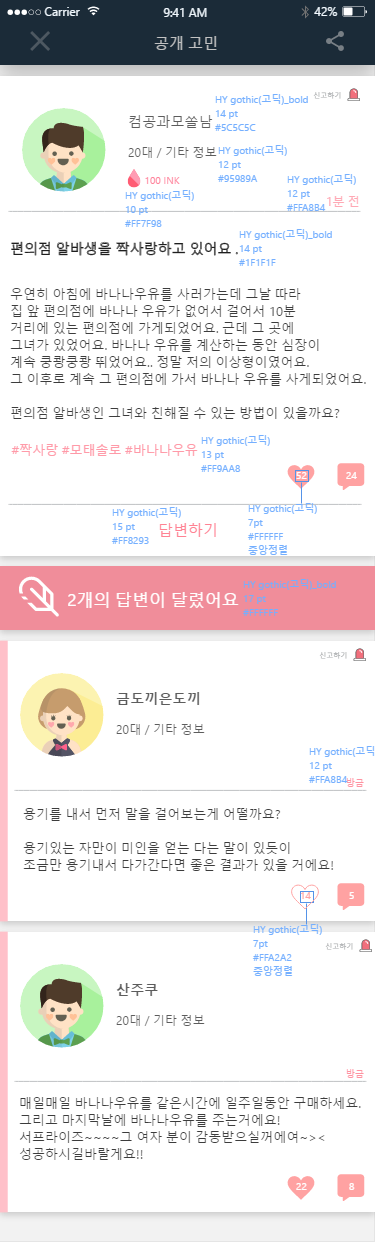 Carrier 9:41 AM 42%
공개 고민
HY gothic(고딕)_bold
14 pt
#5C5C5C
신고하기
컴공과모쏠남
20대 / 기타 정보
HY gothic(고딕)
12 pt
#95989A
100 INK
HY gothic(고딕)
10 pt
#FF7F98
HY gothic(고딕)
12 pt
#FFA8B4
1분 전
편의점 알바생을 짝사랑하고 있어요 .
HY gothic(고딕)_bold
14 pt
#1F1F1F
우연히 아침에 바나나우유를 사러가는데 그날 따라
집 앞 편의점에 바나나 우유가 없어서 걸어서 10분
거리에 있는 편의점에 가게되었어요. 근데 그 곳에
그녀가 있었어요. 바나나 우유를 계산하는 동안 심장이
계속 쿵쾅쿵쾅 뛰었어요.. 정말 저의 이상형이였어요.
그 이후로 계속 그 편의점에 가서 바나나 우유를 사게되었어요.
편의점 알바생인 그녀와 친해질 수 있는 방법이 있을까요?
#짝사랑 #모태솔로 #바나나우유
HY gothic(고딕)
13 pt
#FF9AA8
52
24
HY gothic(고딕)
15 pt
#FF8293
답변하기
HY gothic(고딕)
7pt
#FFFFFF
중앙정렬
2개의 답변이 달렸어요
HY gothic(고딕)_bold
17 pt
#FFFFFF
신고하기
금도끼은도끼
20대 / 기타 정보
HY gothic(고딕)
12 pt
#FFA8B4
방금
용기를 내서 먼저 말을 걸어보는게 어떨까요?
용기있는 자만이 미인을 얻는 다는 말이 있듯이
조금만 용기내서 다가간다면 좋은 결과가 있을 거에요!
14
5
HY gothic(고딕)
7pt
#FFA2A2
중앙정렬
신고하기
산주쿠
20대 / 기타 정보
방금
매일매일 바나나우유를 같은시간에 일주일동안 구매하세요.
그리고 마지막날에 바나나우유를 주는거에요!
서프라이즈~~~~그 여자 분이 감동받으실꺼에여~><
성공하시길바랄게요!!
22
8